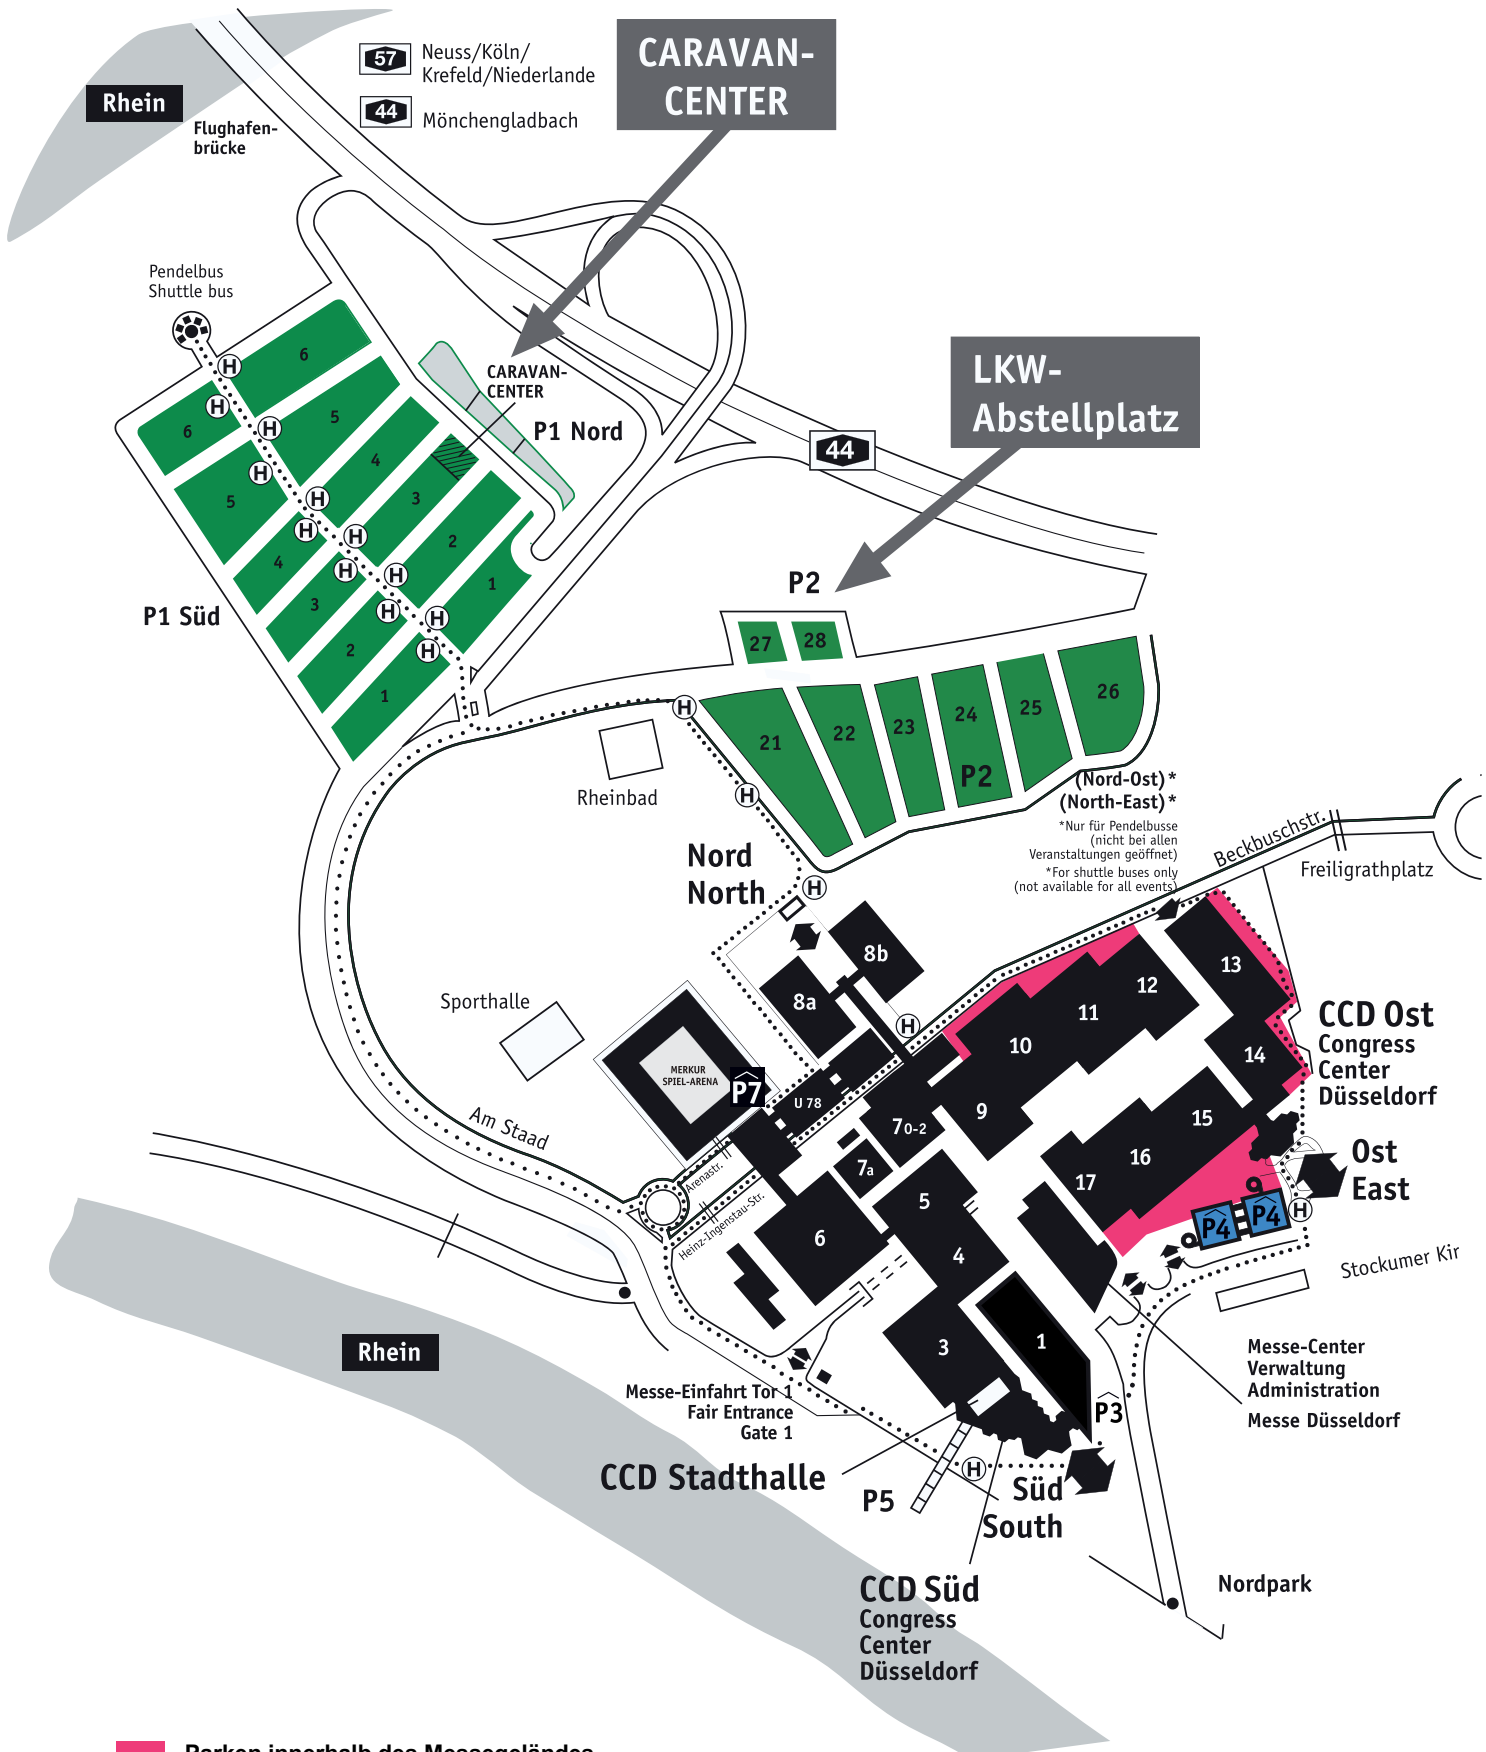 57
Neuss/Köln/
Krefeld/Niederlande
44
Mönchengladbach
CARAVAN-
CENTER
Rhein
Flughafen-
brücke
Pendelbus
Shuttle bus
H
H
H
H
H
H
H
H
H
H
H
H
6
6
5
5
4
4
3
3
2
2
1
1
CARAVAN-
CENTER
P1 Nord
P1 Süd
44
LKW-
Abstellplatz
P2
27
28
21
22
23
24
25
26
P2
(Nord-Ost)*
(North-East)*
*Nur für Pendelbusse
(nicht bei allen
Veranstaltungen geöffnet)
*For shuttle buses only
(not available for all events)
H
H
H
H
Rheinbad
Nord
North
Beckbuschstr.
Freiligrathplatz
Sporthalle
MERKUR
SPIEL-ARENA
P7
U 78
8a
8b
13
12
11
10
9
14
15
16
17
70-2
7a
5
6
4
3
1
CCD Ost
Congress
Center
Düsseldorf
Ost
East
H
P4
P4
Stockumer Kir
Am Staad
Arenastr.
Heinz-Ingenstau-Str.
Rhein
Messe-Einfahrt Tor 1
Fair Entrance
Gate 1
Messe-Center
Verwaltung
Administration
Messe Düsseldorf
P3
CCD Stadthalle
P5
H
Süd
South
CCD Süd
Congress
Center
Düsseldorf
Nordpark
Parken innerhalb des Messegeländes